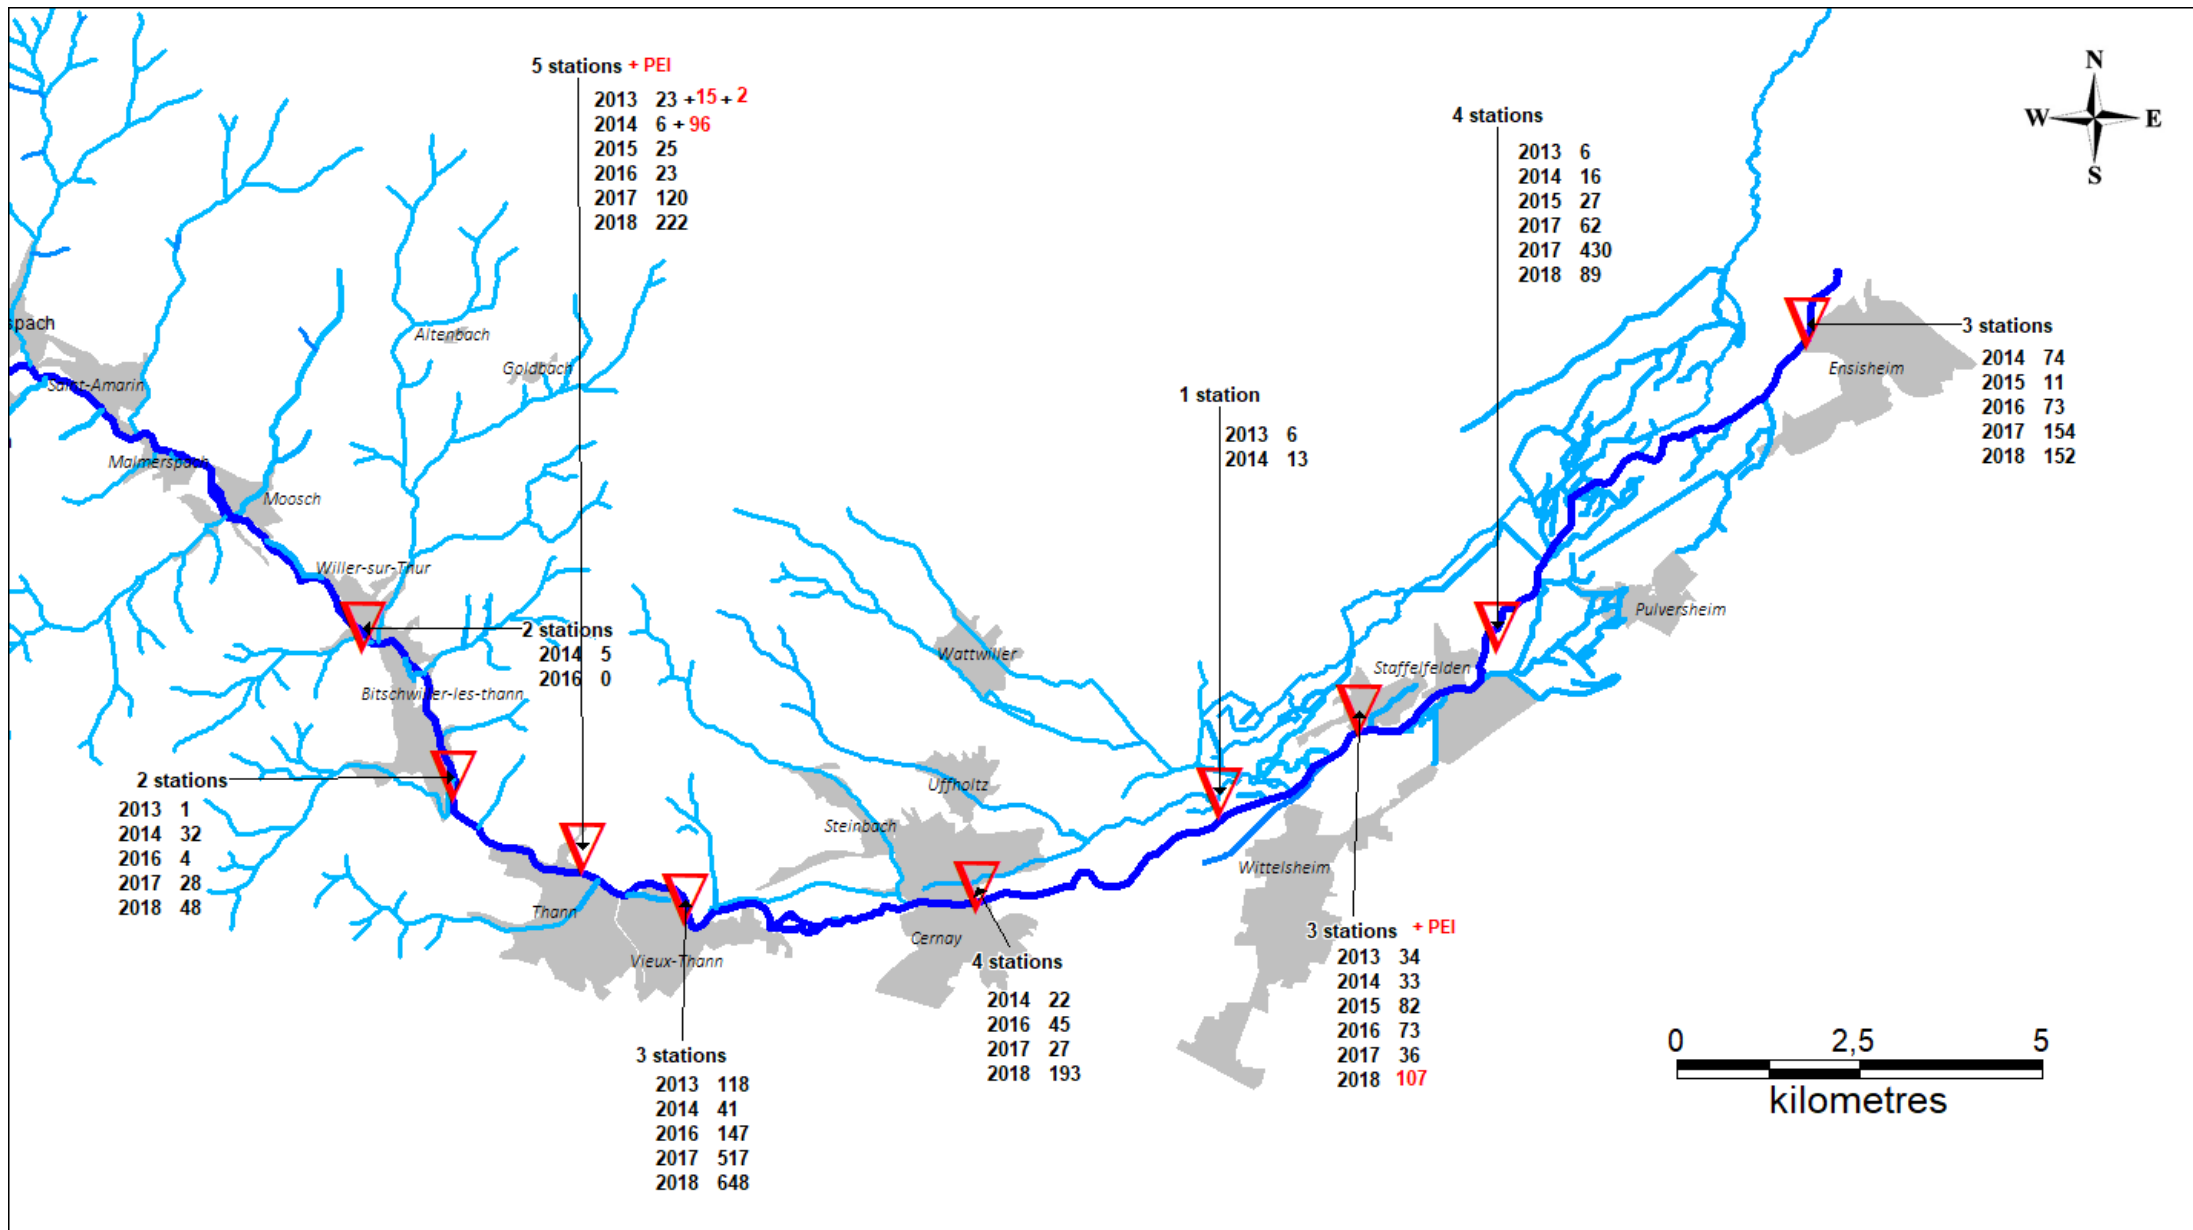 5 stations + PEI
2013 23 +15 + 2
2014 6 + 96
2015 25
2016 23
2017 120
2018 222
4 stations
2013 6
2014 16
2015 27
2017 62
2017 430
2018 89
N
W E
S
3 stations
2014 74
2015 11
2016 73
2017 154
2018 152
1 station
2013 6
2014 13
spach
Saint-Amarin
Altenbach
Goldbach
Ensisheim
Malmerspach
Moosch
Willer-sur-Thur
2 stations
2014 5
2016 0
Bitschwiller-les-thann
Wattwiller
Staffelfelden
Pulversheim
2 stations
2013 1
2014 32
2016 4
2017 28
2018 48
Uffholtz
Steinbach
Wittelsheim
Thann
Vieux-Thann
Cernay
4 stations
2014 22
2016 45
2017 27
2018 193
3 stations + PEI
2013 34
2014 33
2015 82
2016 73
2017 36
2018 107
3 stations
2013 118
2014 41
2016 147
2017 517
2018 648
0 2,5 5
kilometres